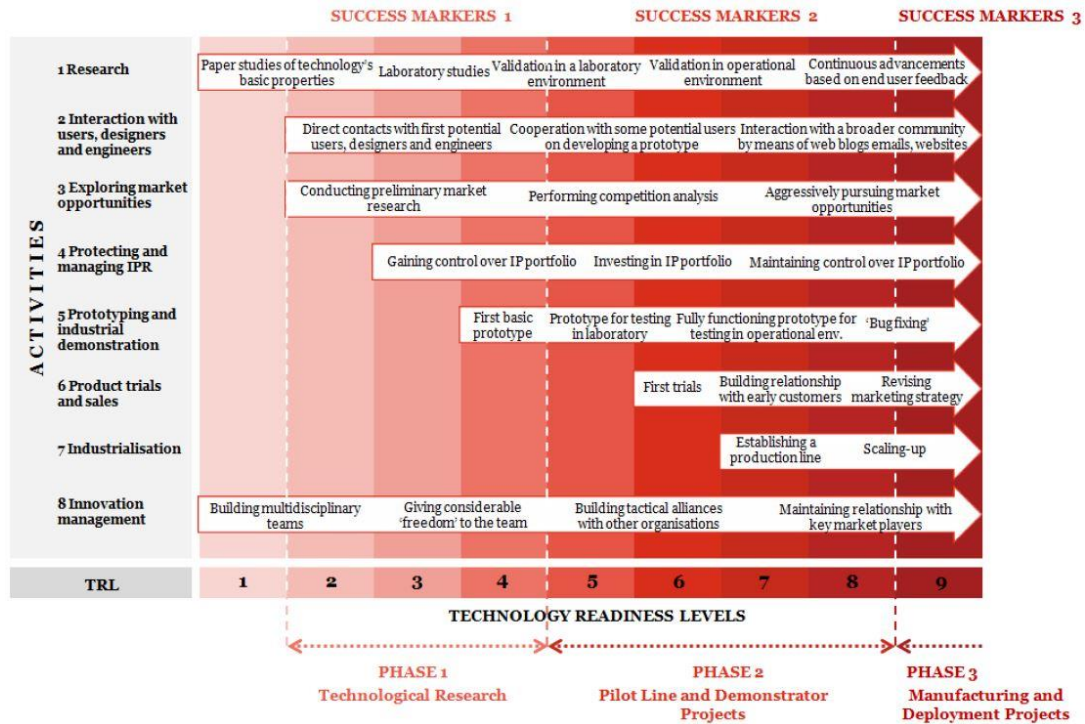 SUCCESS MARKERS 1
SUCCESS MARKERS 2
SUCCESS MARKERS 3
ACTIVITIES
1 Research
Paper studies of technology's
basic properties
Laboratory studies
Validation in a laboratory
environment
Validation in operational
environment
Continuous advancements
based on end user feedback
2 Interaction with
users, designers
and engineers
Direct contacts with first potential
users, designers and engineers
Cooperation with some potential users
on developing a prototype
Interaction with a broader community
by means of web blogs emails, websites
3 Exploring market
opportunities
Conducting preliminary market
research
Performing competition analysis
Aggressively pursuing market
opportunities
4 Protecting and
managing IPR
Gaining control over IP portfolio
Investing in IP portfolio
Maintaining control over IP portfolio
5 Prototyping and
industrial
demonstration
First basic
prototype
Prototype for testing
in laboratory
Fully functioning prototype for
testing in operational env.
'Bug fixing'
6 Product trials
and sales
First trials
Building relationship
with early customers
Revising
marketing strategy
7 Industrialisation
Establishing a
production line
Scaling-up
8 Innovation
management
Building multidisciplinary
teams
Giving considerable
'freedom' to the team
Building tactical alliances
with other organisations
Maintaining relationship with
key market players
TRL
1 2 3 4 5 6 7 8 9
TECHNOLOGY READINESS LEVELS
PHASE 1
Technological Research
PHASE 2
Pilot Line and Demonstrator
Projects
PHASE 3
Manufacturing and
Deployment Projects